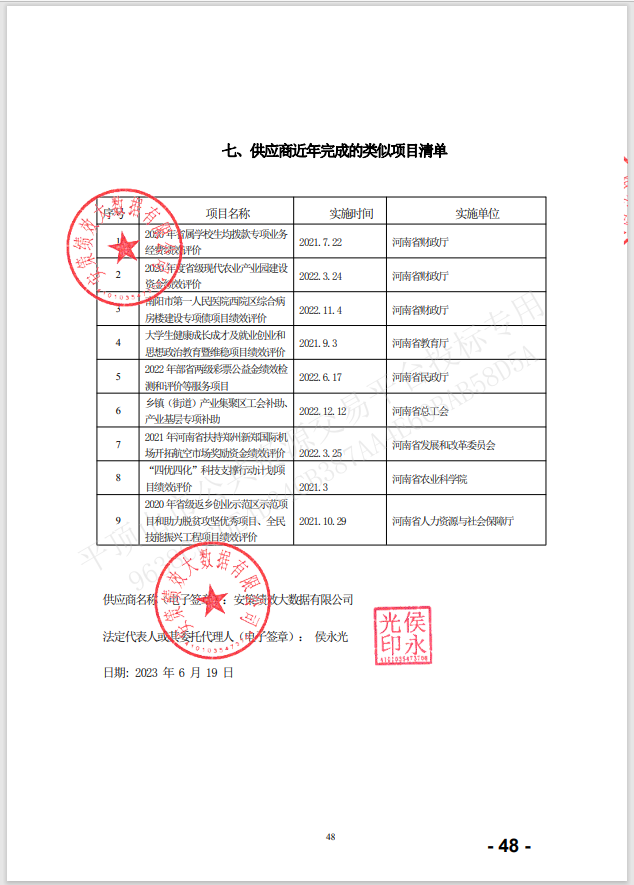 七、供应商近年完成的类似项目清单
序号 项目名称 实施时间 实施单位
1 2020年省属学校生均拨款专项业务 2021.7.22 河南省财政厅
经费绩效评价
2 2020年度省级现代农业产业园建设 2022.3.24 河南省财政厅
资金绩效评价
3 南阳市第一人民医院西院区综合病 2022.11.4 河南省财政厅
房楼建设专项债项目绩效评价
4 大学生健康成长成才及就业创业和 2021.9.3 河南省教育厅
思想政治教育暨维稳项目绩效评价
5 2022年部省两级彩票公益金绩效检 2022.6.17 河南省民政厅
测和评价等服务项目
6 乡镇（街道）产业集聚区工会补助、 2022.12.12 河南省总工会
产业基层专项补助
7 2021年河南省扶持郑州新郑国际机 2022.3.25 河南省发展和改革委员会
场开拓航空市场奖励资金绩效评价
8 “四优四化”科技支撑行动计划项 2021.3 河南省农业科学院
目绩效评价
9 2020年省级返乡创业示范区示范项 2021.10.29 河南省人力资源与社会保障厅
目和助力脱贫攻坚优秀项目、全民
技能振兴工程项目绩效评价
供应商名称（电子签章）：安侯绩效大数据有限公司
法定代表人或其委托代理人（电子签章）： 侯永光
日期: 2023 年 6 月 19 日
侯永光印
4101035473706
48
- 48 -